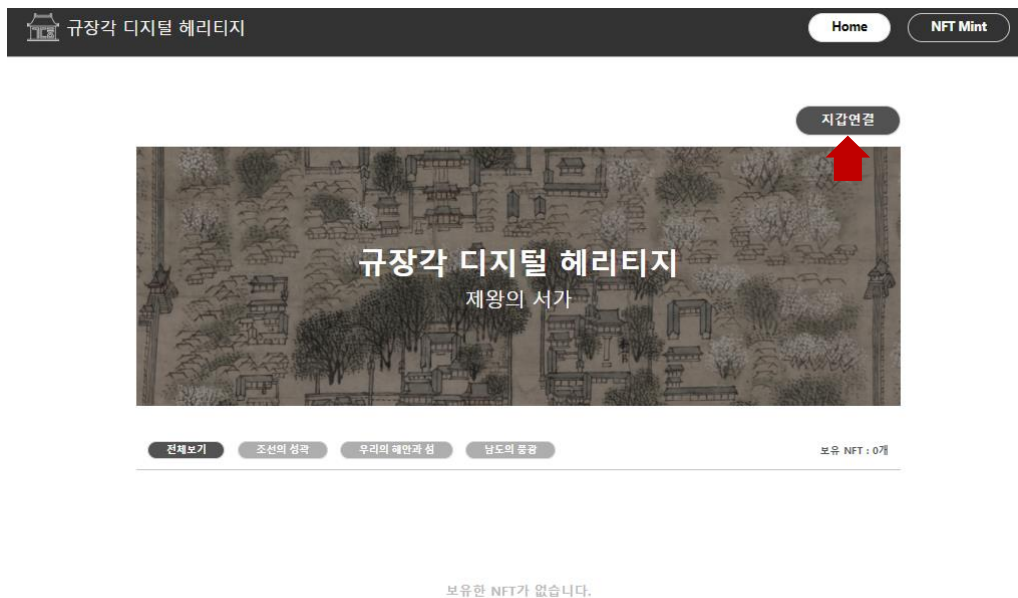 규장각 디지털 헤리티지
Home
NFT Mint
지갑연결
규장각 디지털 헤리티지
제왕의 서가
전체보기
조선의 성곽
우리의 해안과 섬
남도의 풍광
보유 NFT : 0개
보유한 NFT가 없습니다.